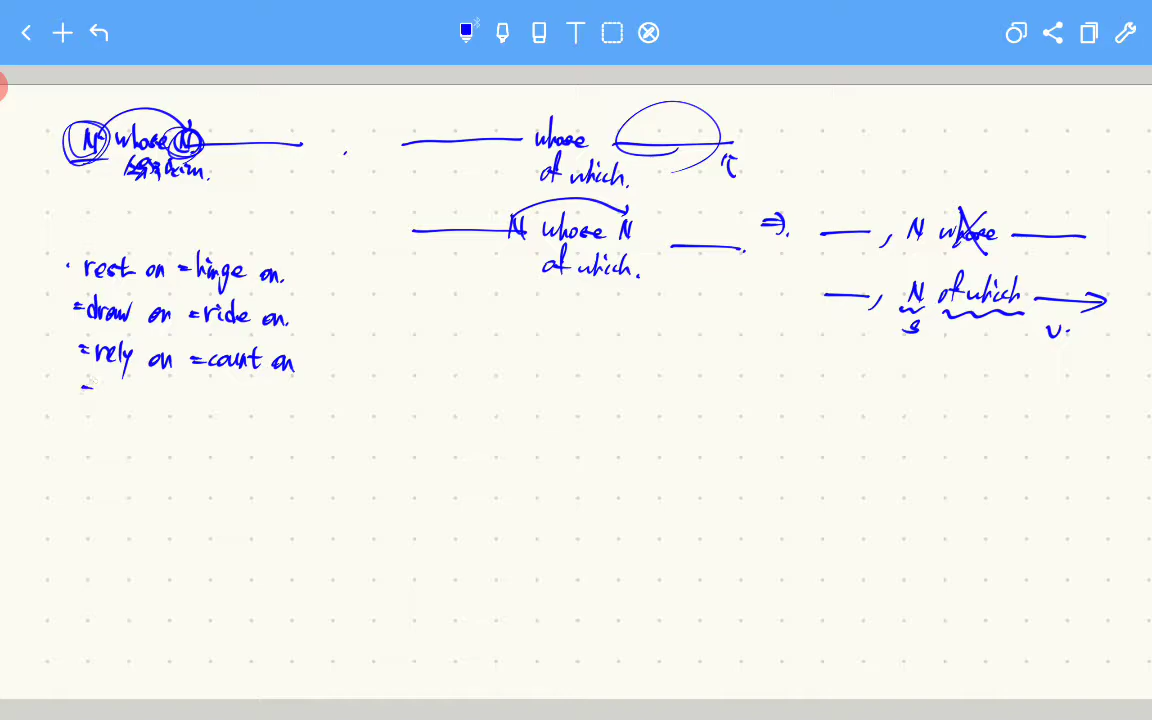 N whose N
whose
of which.
N whose N
of which.
⇒. , N whose
, N of which
s
v.
· rest on = hinge on.
= draw on = ride on.
= rely on = count on
=